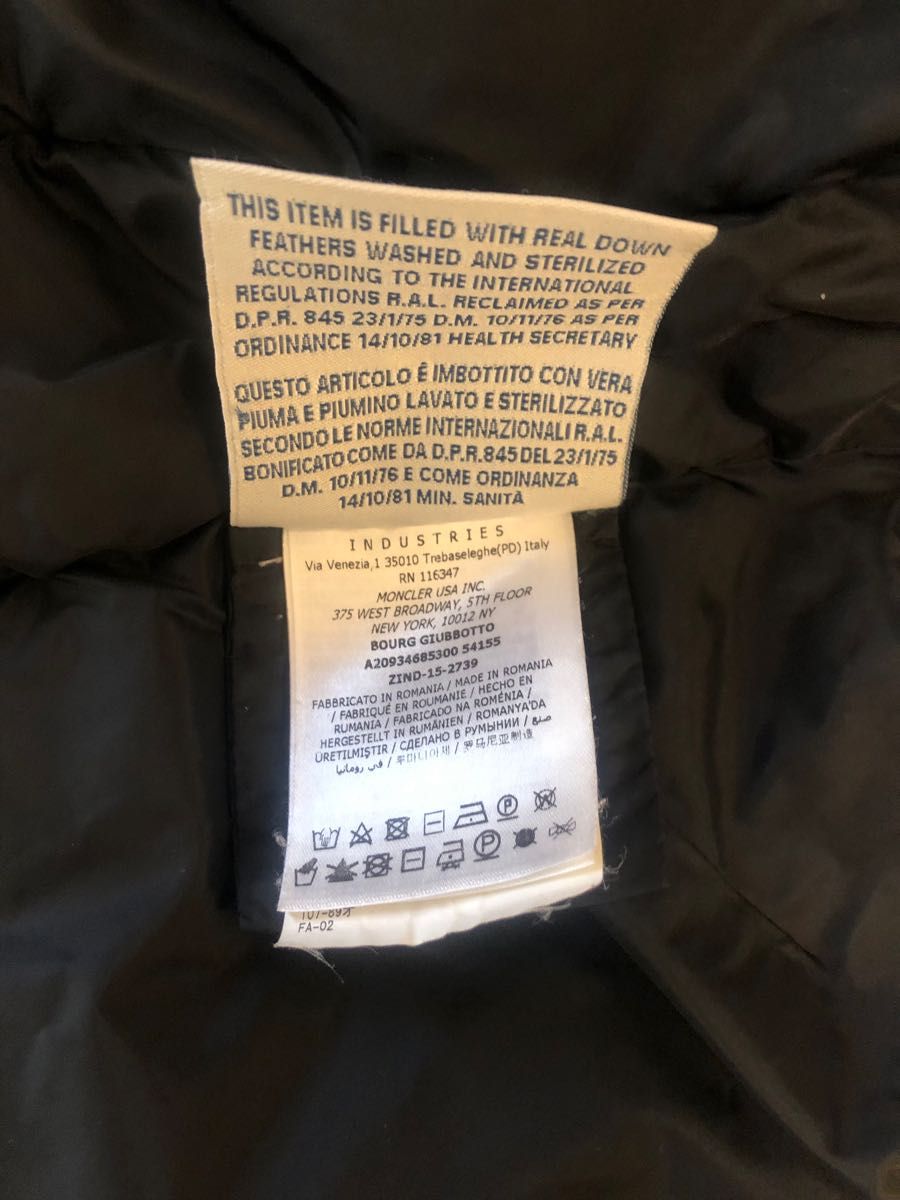 THIS ITEM IS FILLED WITH REAL DOWN
FEATHERS WASHED AND STERILIZED
ACCORDING TO THE INTERNATIONAL
REGULATIONS R.A.L. RECLAIMED AS PER
D.P.R. 845 23/1/75 D.M. 10/11/76 AS PER
ORDINANCE 14/10/81 HEALTH SECRETARY
QUESTO ARTICOLO Ê IMBOTTITO CON VERA
PIUMA E PIUMINO LAVATO E STERILIZZATO
SECONDO LE NORME INTERNAZIONALI R.A.L.
BONIFICATO COME DA D.P.R. 845 DEL 23/1/75
D.M. 10/11/76 E COME ORDINANZA
14/10/81 MIN. SANITÀ
INDUSTRIES
Via Venezia,1 35010 Trebaseleghe(PD) Italy
RN 116347
MONCLER USA INC.
375 WEST BROADWAY, 5TH FLOOR
NEW YORK, 10012 NY
BOURG GIUBBOTTO
A20934685300 54155
ZIND-15-2739
FABBRICATO IN ROMANIA / MADE IN ROMANIA
/ FABRIQUÉ EN ROUMANIE / HECHO EN
RUMANIA / FABRICADO NA ROMÉNIA /
HERGESTELLT IN RUMÄNIEN / ROMANYA'DA
ÜRETILMIŞTIR / СДЕЛАНО В РУМЫНИИ / صنع
في رومانيا / 루마니아제 / 罗马尼亚制造
FA-02